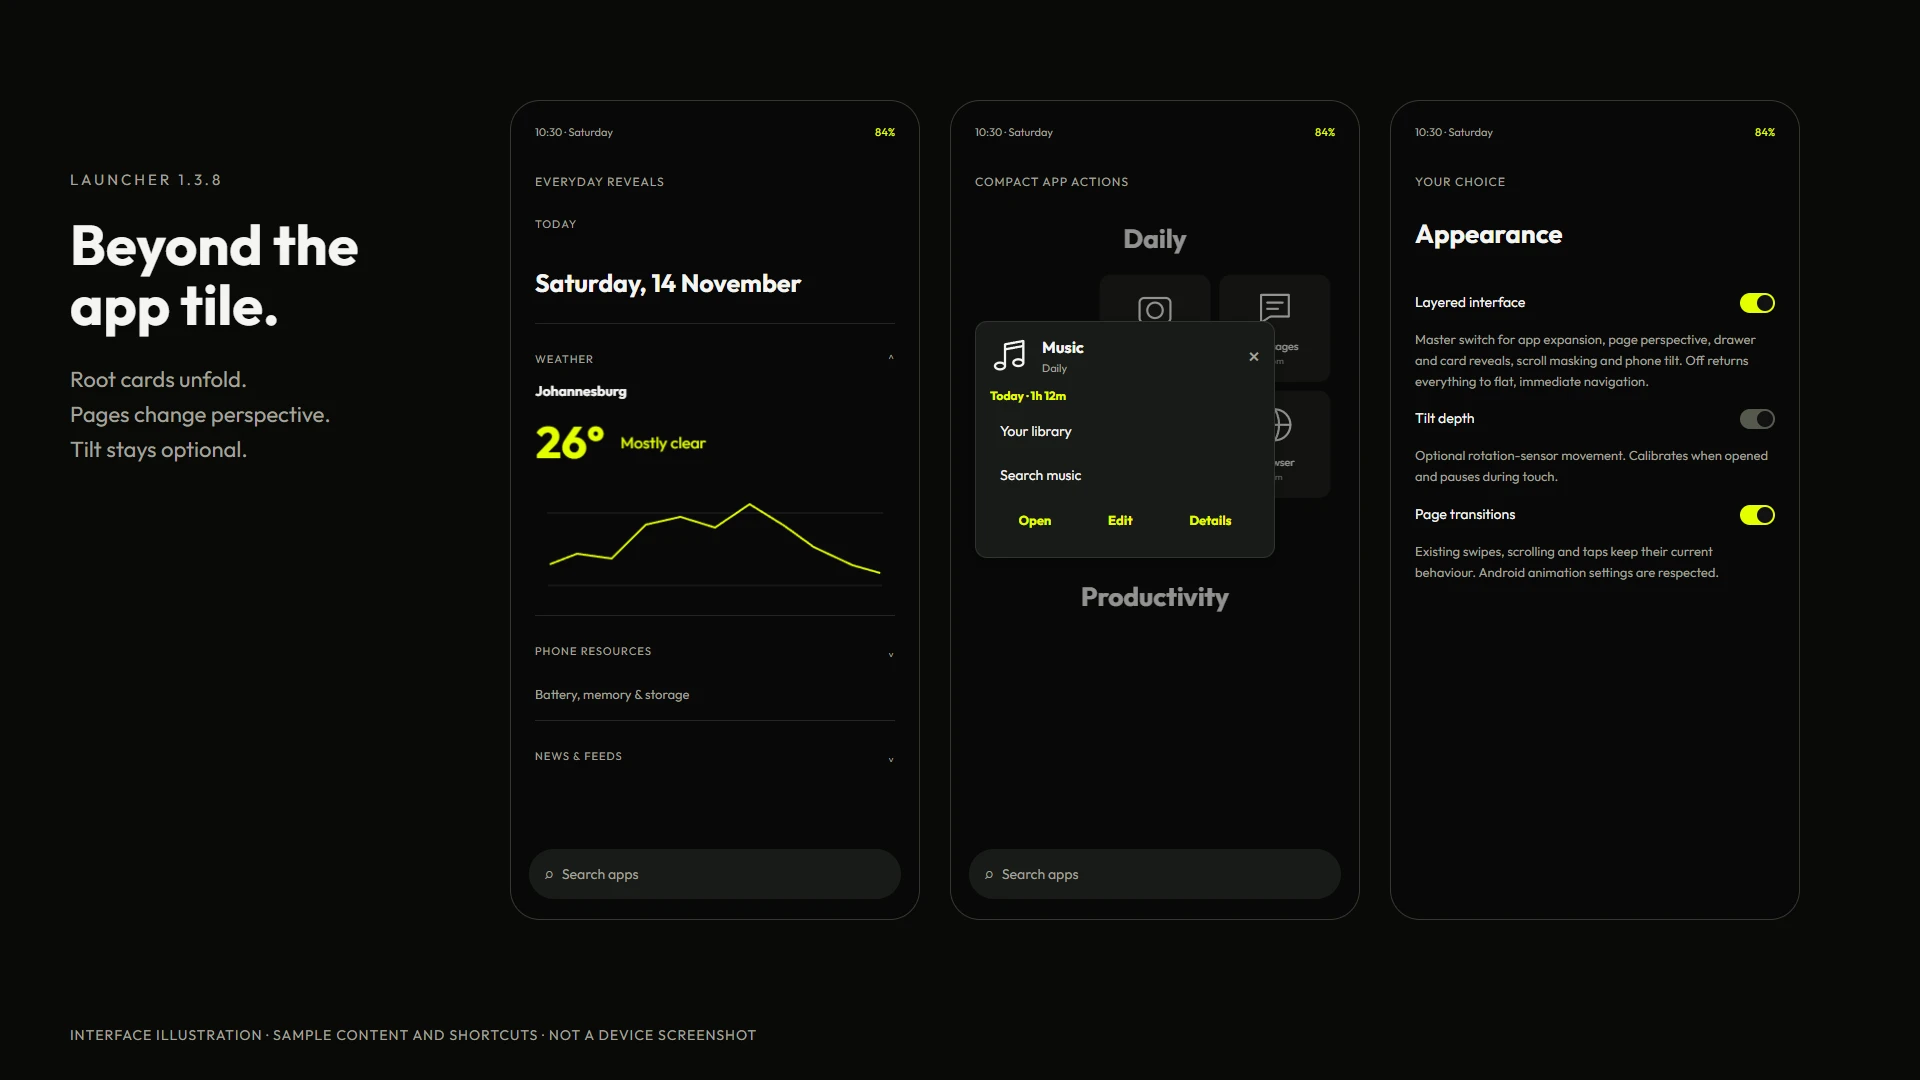 LAUNCHER 1.3.8
Beyond the
app tile.
Root cards unfold.
Pages change perspective.
Tilt stays optional.
10:30 · Saturday
84%
EVERYDAY REVEALS
TODAY
Saturday, 14 November
WEATHER
Johannesburg
26° Mostly clear
PHONE RESOURCES
Battery, memory & storage
NEWS & FEEDS
Search apps
10:30 · Saturday
84%
COMPACT APP ACTIONS
Daily
Music
Daily
Today · 1h 12m
Your library
Search music
Open Edit Details
Productivity
Search apps
10:30 · Saturday
84%
YOUR CHOICE
Appearance
Layered interface
Master switch for app expansion, page perspective, drawer
and card reveals, scroll masking and phone tilt. Off returns
everything to flat, immediate navigation.
Tilt depth
Optional rotation-sensor movement. Calibrates when opened
and pauses during touch.
Page transitions
Existing swipes, scrolling and taps keep their current
behaviour. Android animation settings are respected.
INTERFACE ILLUSTRATION · SAMPLE CONTENT AND SHORTCUTS · NOT A DEVICE SCREENSHOT